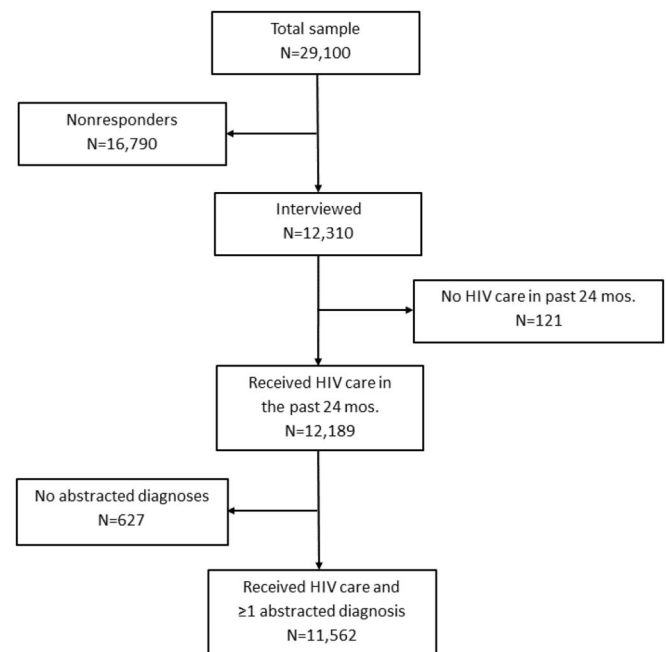 Total sample
N=29,100
Nonresponders
N=16,790
Interviewed
N=12,310
No HIV care in past 24 mos.
N=121
Received HIV care in
the past 24 mos.
N=12,189
No abstracted diagnoses
N=627
Received HIV care and
≥1 abstracted diagnosis
N=11,562